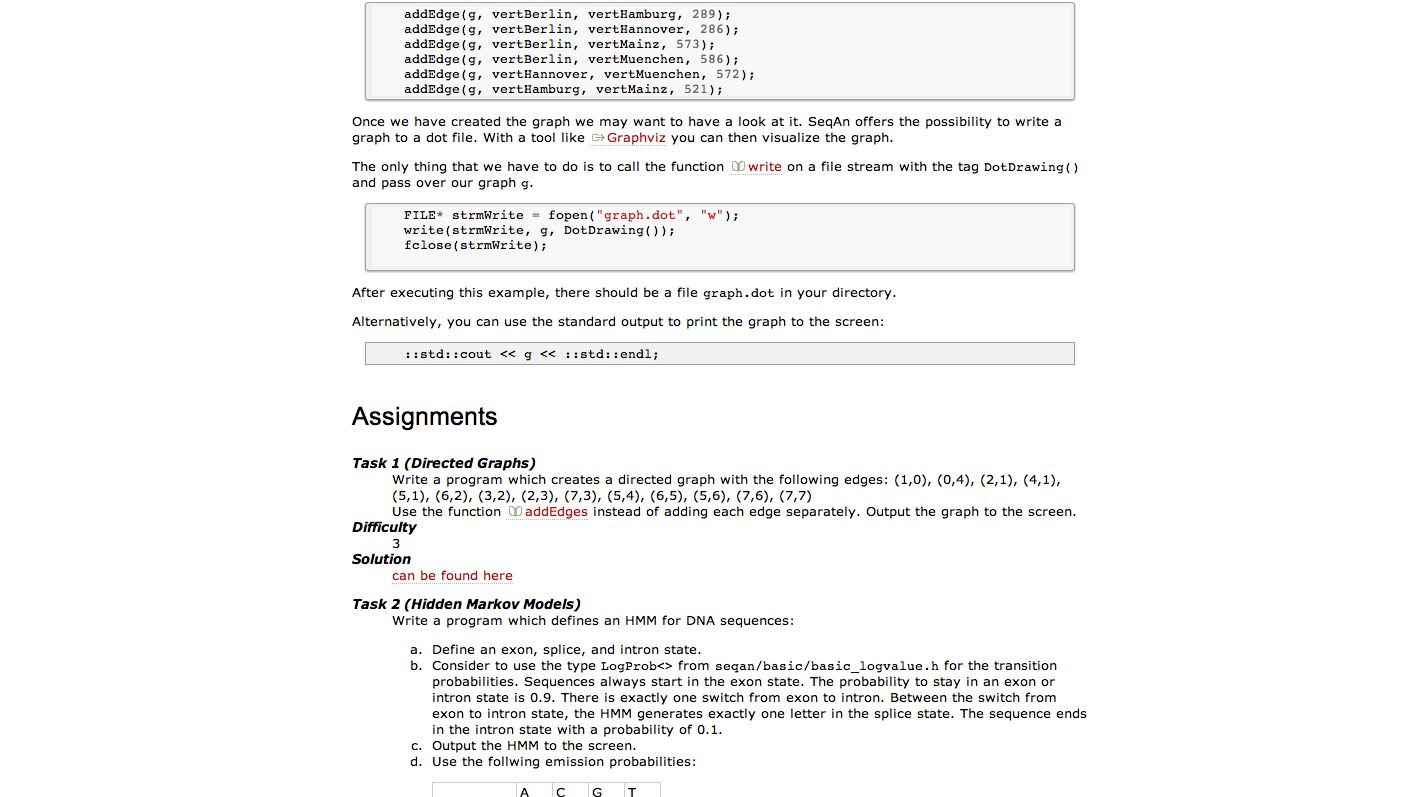 addEdge(g, vertBerlin, vertHamburg, 289);
addEdge(g, vertBerlin, vertHannover, 286);
addEdge(g, vertBerlin, vertMainz, 573);
addEdge(g, vertBerlin, vertMuenchen, 586);
addEdge(g, vertHannover, vertMuenchen, 572);
addEdge(g, vertHamburg, vertMainz, 521);
Once we have created the graph we may want to have a look at it. SeqAn offers the possibility to write a
graph to a dot file. With a tool like Graphviz you can then visualize the graph.
The only thing that we have to do is to call the function write on a file stream with the tag DotDrawing()
and pass over our graph g.
FILE* strmWrite = fopen("graph.dot", "w");
write(strmWrite, g, DotDrawing());
fclose(strmWrite);
After executing this example, there should be a file graph.dot in your directory.
Alternatively, you can use the standard output to print the graph to the screen:
::std::cout << g << ::std::endl;
Assignments
Task 1 (Directed Graphs)
Write a program which creates a directed graph with the following edges: (1,0), (0,4), (2,1), (4,1),
(5,1), (6,2), (3,2), (2,3), (7,3), (5,4), (6,5), (5,6), (7,6), (7,7)
Use the function addEdges instead of adding each edge separately. Output the graph to the screen.
Difficulty
3
Solution
can be found here
Task 2 (Hidden Markov Models)
Write a program which defines an HMM for DNA sequences:
a. Define an exon, splice, and intron state.
b. Consider to use the type LogProb<> from seqan/basic/basic_logvalue.h for the transition
probabilities. Sequences always start in the exon state. The probability to stay in an exon or
intron state is 0.9. There is exactly one switch from exon to intron. Between the switch from
exon to intron state, the HMM generates exactly one letter in the splice state. The sequence ends
in the intron state with a probability of 0.1.
c. Output the HMM to the screen.
d. Use the follwing emission probabilities:
A C G T